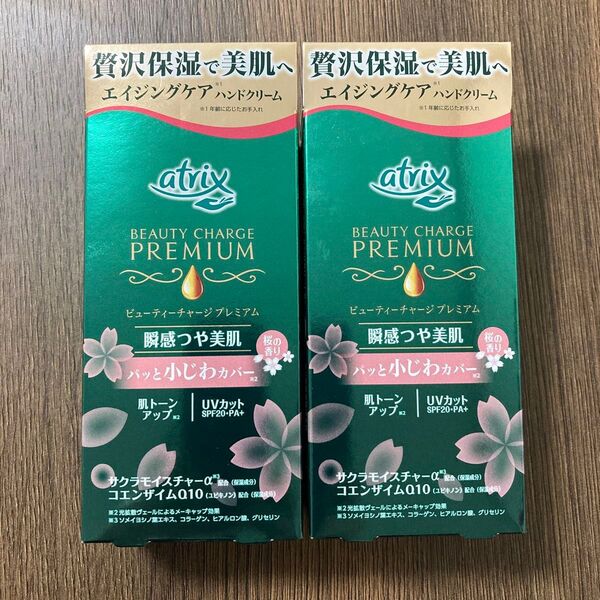 贅沢保湿で美肌へ
エイジングケア※1ハンドクリーム
※1 年齢に応じたお手入れ
atrix
BEAUTY CHARGE
PREMIUM
ビューティーチャージ プレミアム
瞬感つや美肌
桜の香り
パッと小じわカバー※2
肌トーンアップ※2
UVカット
SPF20・PA+
サクラモイスチャーα※3配合(保湿成分)
コエンザイムQ10(ユビキノン)配合(保湿成分)
※2 光拡散ヴェールによるメーキャップ効果
※3 ソメイヨシノ葉エキス、コラーゲン、ヒアルロン酸、グリセリン
贅沢保湿で美肌へ
エイジングケア※1ハンドクリーム
※1 年齢に応じたお手入れ
atrix
BEAUTY CHARGE
PREMIUM
ビューティーチャージ プレミアム
瞬感つや美肌
桜の香り
パッと小じわカバー※2
肌トーンアップ※2
UVカット
SPF20・PA+
サクラモイスチャーα※3配合(保湿成分)
コエンザイムQ10(ユビキノン)配合(保湿成分)
※2 光拡散ヴェールによるメーキャップ効果
※3 ソメイヨシノ葉エキス、コラーゲン、ヒアルロン酸、グリセリン